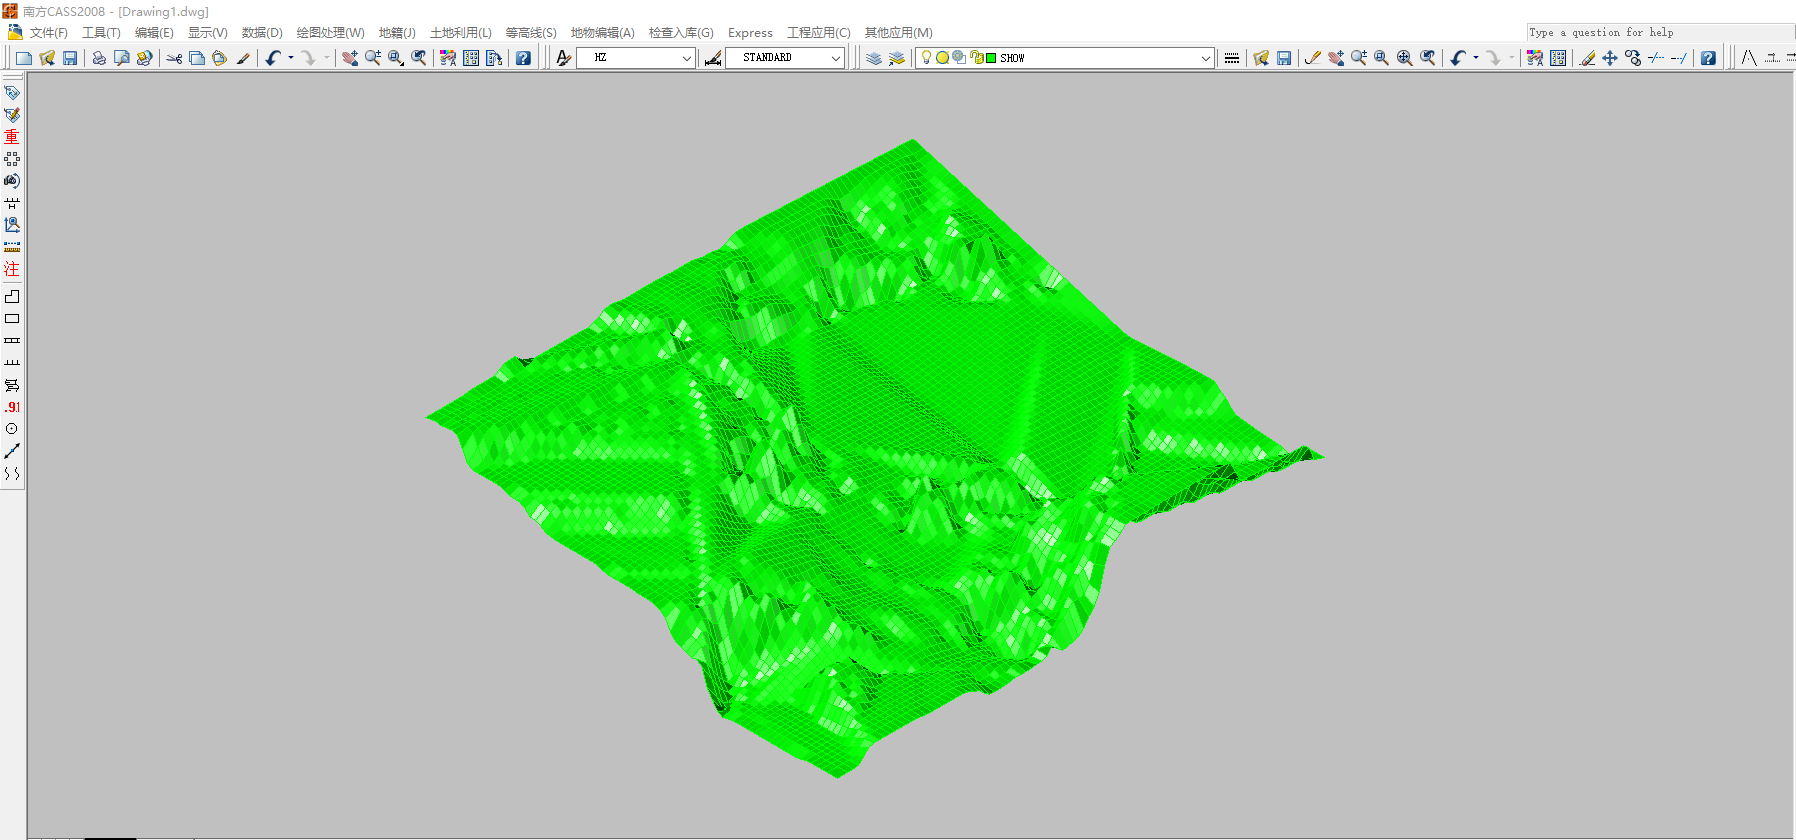 南方CASS2008 - [Drawing1.dwg]
文件(F) 工具(T) 编辑(E) 显示(V) 数据(D) 绘图处理(W) 地籍(J) 土地利用(L) 等高线(S) 地物编辑(A) 检查入库(G) Express 工程应用(C) 其他应用(M)
Type a question for help
HZ STANDARD SHOW
重
注
.91